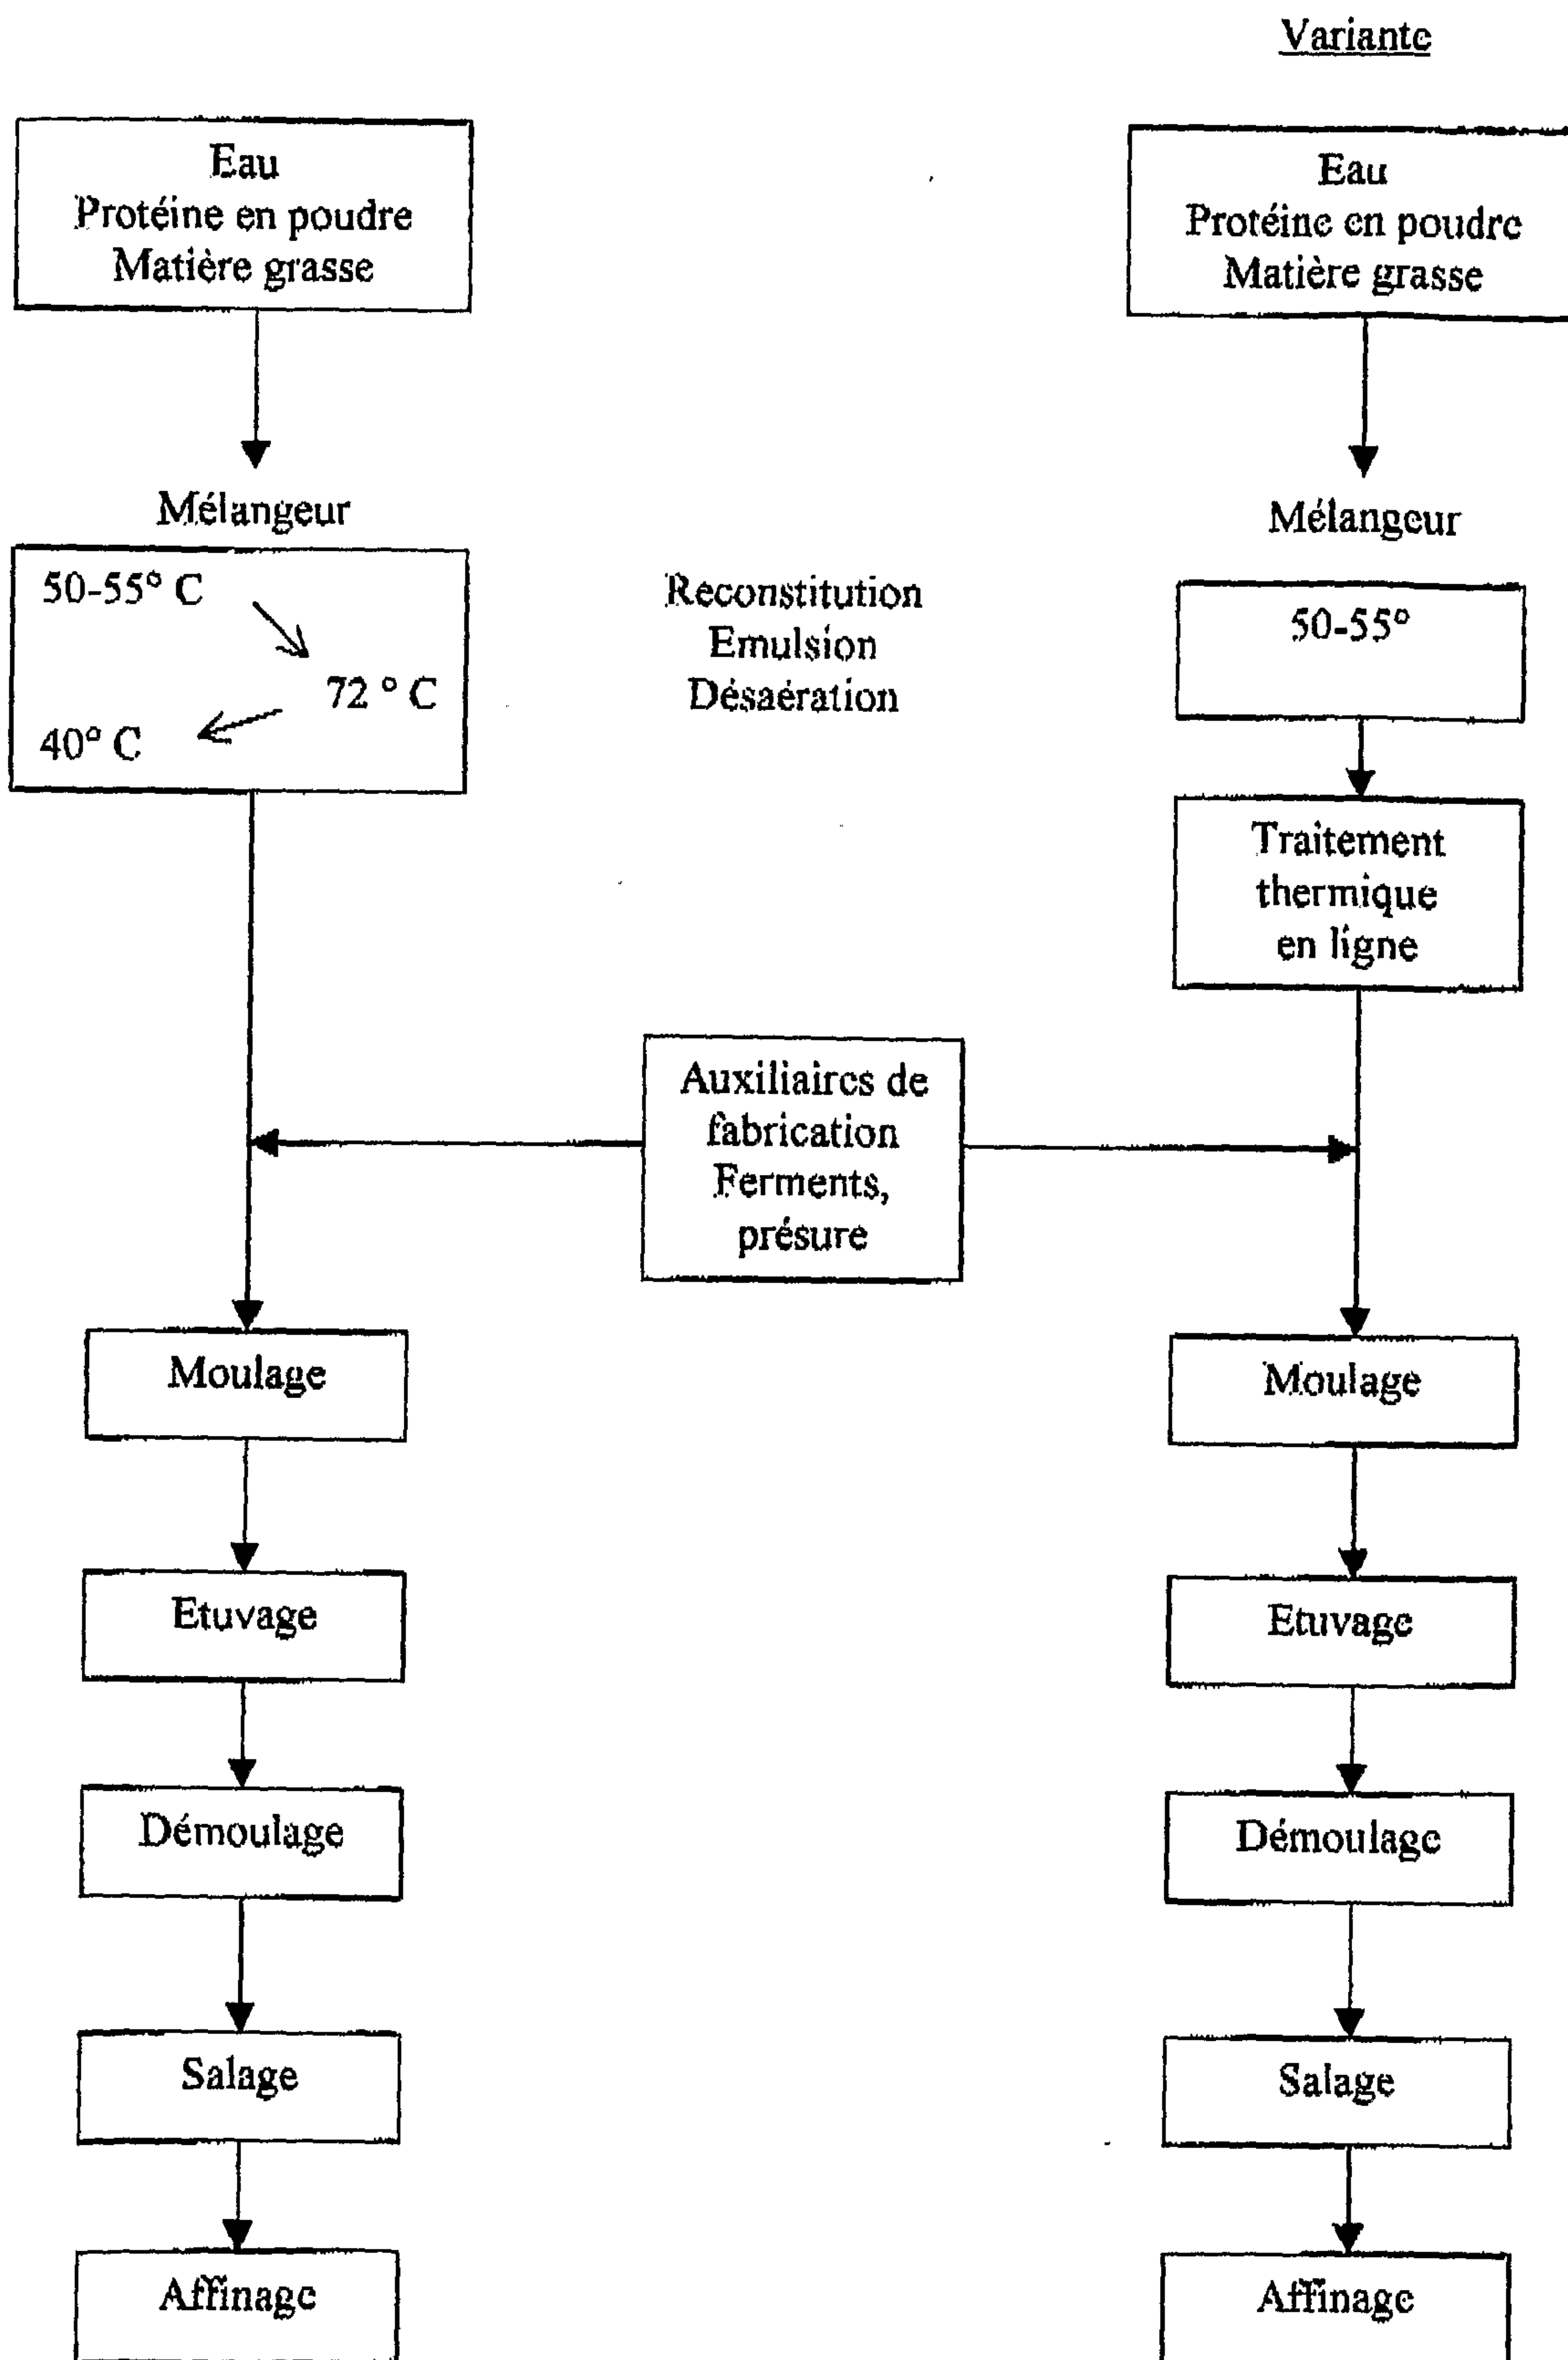 Variante
Eau
Protéine en poudre
Matière grasse
Mélangeur
50-55° C
72 ° C
40° C
Reconstitution
Emulsion
Désaération
Eau
Protéine en poudre
Matière grasse
Mélangeur
50-55°
Traitement
thermique
en ligne
Auxiliaires de
fabrication
Ferments,
présure
Moulage
Etuvage
Démoulage
Salage
Affinage
Moulage
Etuvage
Démoulage
Salage
Affinage